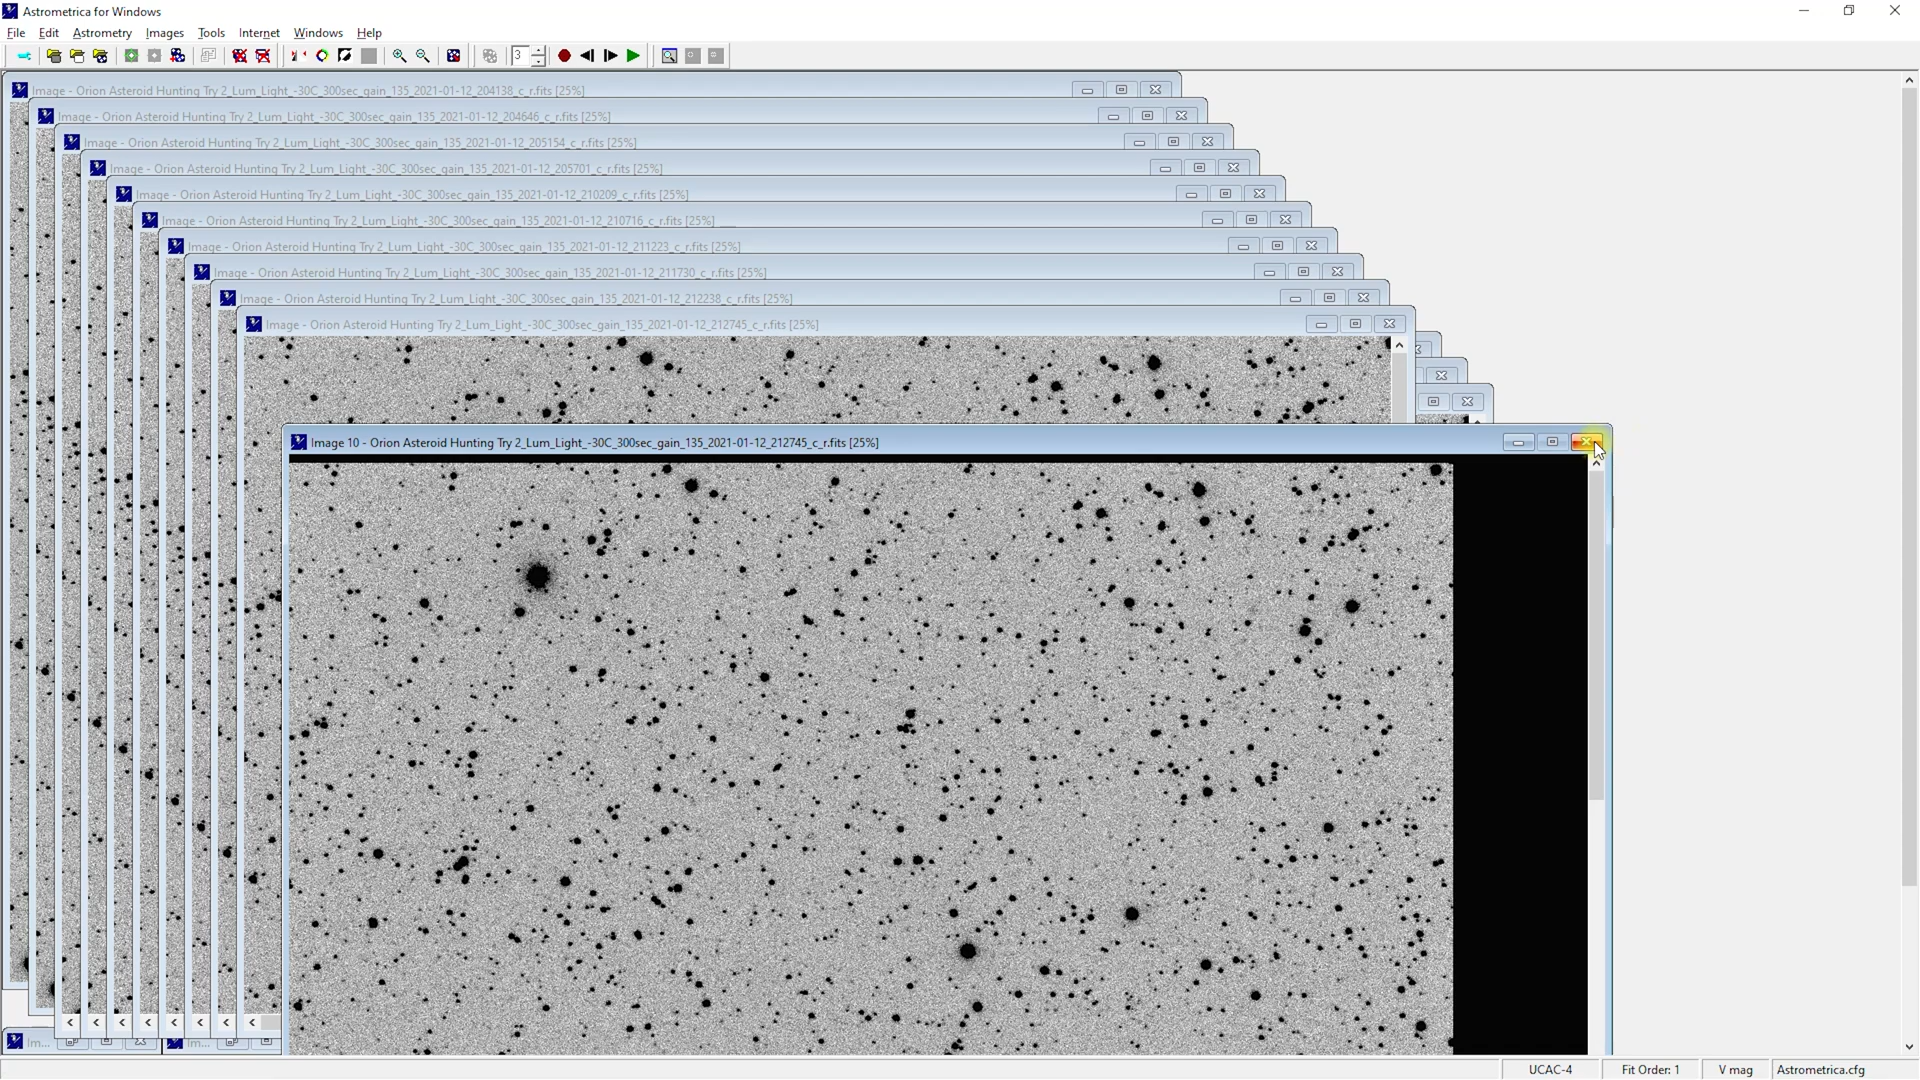 Astrometrica for Windows
File Edit Astrometry Images Tools Internet Windows Help
3
Image - Orion Asteroid Hunting Try 2_Lum_Light_-30C_300sec_gain_135_2021-01-12_204138_c_r.fits [25%]
Image - Orion Asteroid Hunting Try 2_Lum_Light_-30C_300sec_gain_135_2021-01-12_204646_c_r.fits [25%]
Image - Orion Asteroid Hunting Try 2_Lum_Light_-30C_300sec_gain_135_2021-01-12_205154_c_r.fits [25%]
Image - Orion Asteroid Hunting Try 2_Lum_Light_-30C_300sec_gain_135_2021-01-12_205701_c_r.fits [25%]
Image - Orion Asteroid Hunting Try 2_Lum_Light_-30C_300sec_gain_135_2021-01-12_210209_c_r.fits [25%]
Image - Orion Asteroid Hunting Try 2_Lum_Light_-30C_300sec_gain_135_2021-01-12_210716_c_r.fits [25%]
Image - Orion Asteroid Hunting Try 2_Lum_Light_-30C_300sec_gain_135_2021-01-12_211223_c_r.fits [25%]
Image - Orion Asteroid Hunting Try 2_Lum_Light_-30C_300sec_gain_135_2021-01-12_211730_c_r.fits [25%]
Image - Orion Asteroid Hunting Try 2_Lum_Light_-30C_300sec_gain_135_2021-01-12_212238_c_r.fits [25%]
Image - Orion Asteroid Hunting Try 2_Lum_Light_-30C_300sec_gain_135_2021-01-12_212745_c_r.fits [25%]
Image 10 - Orion Asteroid Hunting Try 2_Lum_Light_-30C_300sec_gain_135_2021-01-12_212745_c_r.fits [25%]
Im... Im...
UCAC-4 Fit Order: 1 V mag Astrometrica.cfg